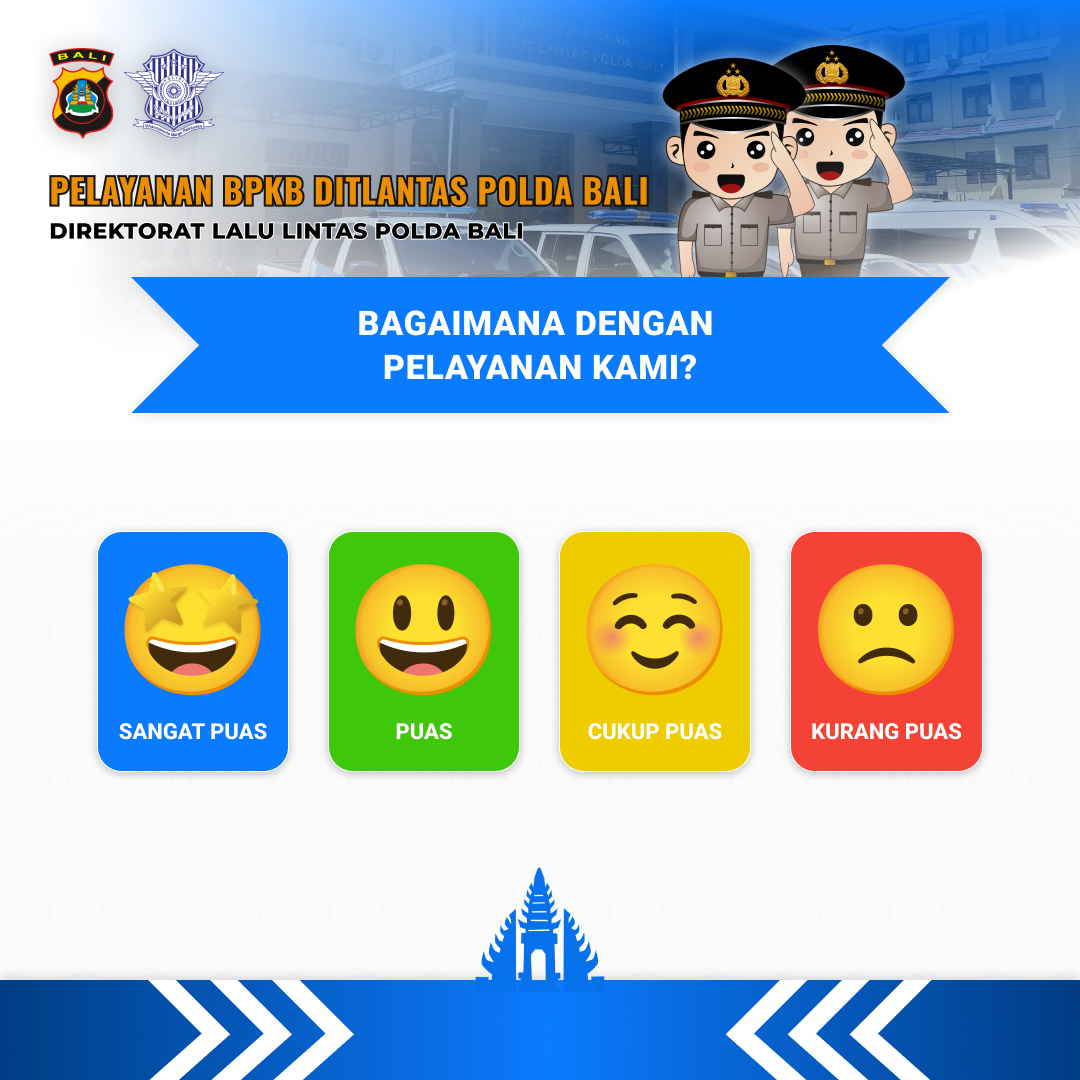 BALI
PELAYANAN BPKB DITLANTAS POLDA BALI
DIREKTORAT LALU LINTAS POLDA BALI
BAGAIMANA DENGAN
PELAYANAN KAMI?
SANGAT PUAS
PUAS
CUKUP PUAS
KURANG PUAS